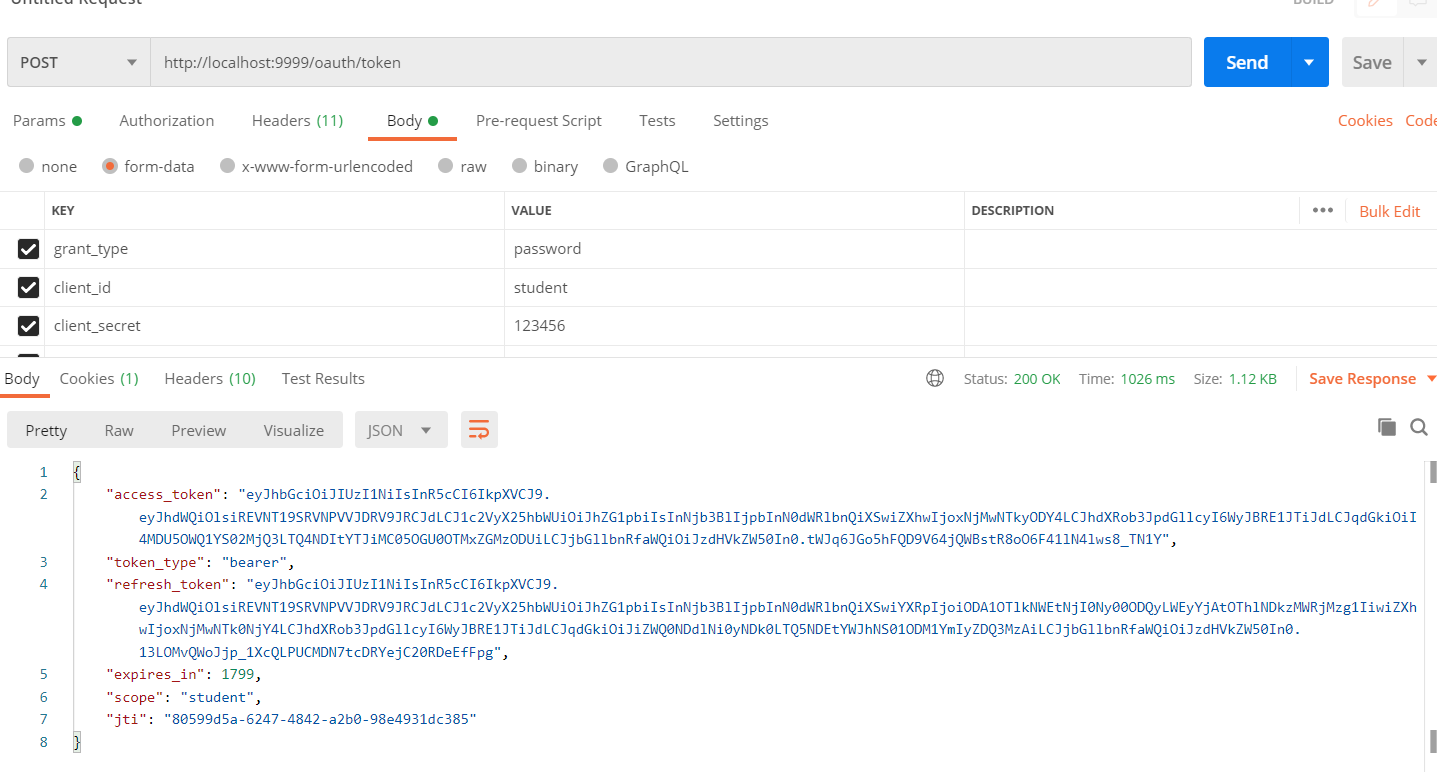 Untitled Request BUILD
POST http://localhost:9999/oauth/token Send Save
Params Authorization Headers (11) Body Pre-request Script Tests Settings Cookies Code
none form-data x-www-form-urlencoded raw binary GraphQL
KEY VALUE DESCRIPTION ••• Bulk Edit
grant_type password
client_id student
client_secret 123456
Body Cookies (1) Headers (10) Test Results Status: 200 OK Time: 1026 ms Size: 1.12 KB Save Response
Pretty Raw Preview Visualize JSON
1 {
2 "access_token": "eyJhbGciOiJIUzI1NiIsInR5cCI6IkpXVCJ9.
eyJhdWQiOlsiREVNT19SRVNPVVJDRV9JRCJdLCJ1c2VyX25hbWUiOiJhZG1pbiIsInNjb3BlIjpbInN0dWRlbnQiXSwiZXhwIjoxNjMwNTkyODY4LCJhdXRob3JpdGllcyI6WyJBRE1JTiJdLCJqdGkiOiI
4MDU5OWQ1YS02MjQ3LTQ4NDItYTJiMC05OGU0OTMxZGMzODUiLCJjbGllbnRfaWQiOiJzdHVkZW50In0.tWJq6JGo5hFQD9V64jQWBstR8oO6F41lN4lws8_TN1Y",
3 "token_type": "bearer",
4 "refresh_token": "eyJhbGciOiJIUzI1NiIsInR5cCI6IkpXVCJ9.
eyJhdWQiOlsiREVNT19SRVNPVVJDRV9JRCJdLCJ1c2VyX25hbWUiOiJhZG1pbiIsInNjb3BlIjpbInN0dWRlbnQiXSwiYXRpIjoiODA1OTlkNWEtNjI0Ny00ODQyLWEyYjAtOThlNDkzMWRjMzg1IiwiZXh
wIjoxNjMwNTk0NjY4LCJhdXRob3JpdGllcyI6WyJBRE1JTiJdLCJqdGkiOiJiZWQ0NDdlNi0yNDk0LTQ5NDEtYWJhNS01ODM1YmIyZDQ3MzAiLCJjbGllbnRfaWQiOiJzdHVkZW50In0.
13LOMvQWoJjp_1XcQLPUCMDN7tcDRYejC20RDeEfFpg",
5 "expires_in": 1799,
6 "scope": "student",
7 "jti": "80599d5a-6247-4842-a2b0-98e4931dc385"
8 }